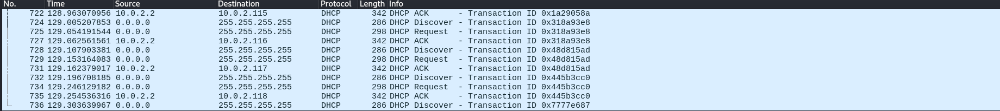 No. Time Source Destination Protocol Length Info
722 128.963070956 10.0.2.2 10.0.2.115 DHCP 342 DHCP ACK - Transaction ID 0x1a29058a
724 129.005207853 0.0.0.0 255.255.255.255 DHCP 286 DHCP Discover - Transaction ID 0x318a93e8
725 129.054191544 0.0.0.0 255.255.255.255 DHCP 298 DHCP Request - Transaction ID 0x318a93e8
727 129.062561561 10.0.2.2 10.0.2.116 DHCP 342 DHCP ACK - Transaction ID 0x318a93e8
728 129.107903381 0.0.0.0 255.255.255.255 DHCP 286 DHCP Discover - Transaction ID 0x48d815ad
729 129.153164083 0.0.0.0 255.255.255.255 DHCP 298 DHCP Request - Transaction ID 0x48d815ad
731 129.162379017 10.0.2.2 10.0.2.117 DHCP 342 DHCP ACK - Transaction ID 0x48d815ad
732 129.196708185 0.0.0.0 255.255.255.255 DHCP 286 DHCP Discover - Transaction ID 0x445b3cc0
734 129.246129182 0.0.0.0 255.255.255.255 DHCP 298 DHCP Request - Transaction ID 0x445b3cc0
735 129.254536316 10.0.2.2 10.0.2.118 DHCP 342 DHCP ACK - Transaction ID 0x445b3cc0
736 129.303639967 0.0.0.0 255.255.255.255 DHCP 286 DHCP Discover - Transaction ID 0x7777e687